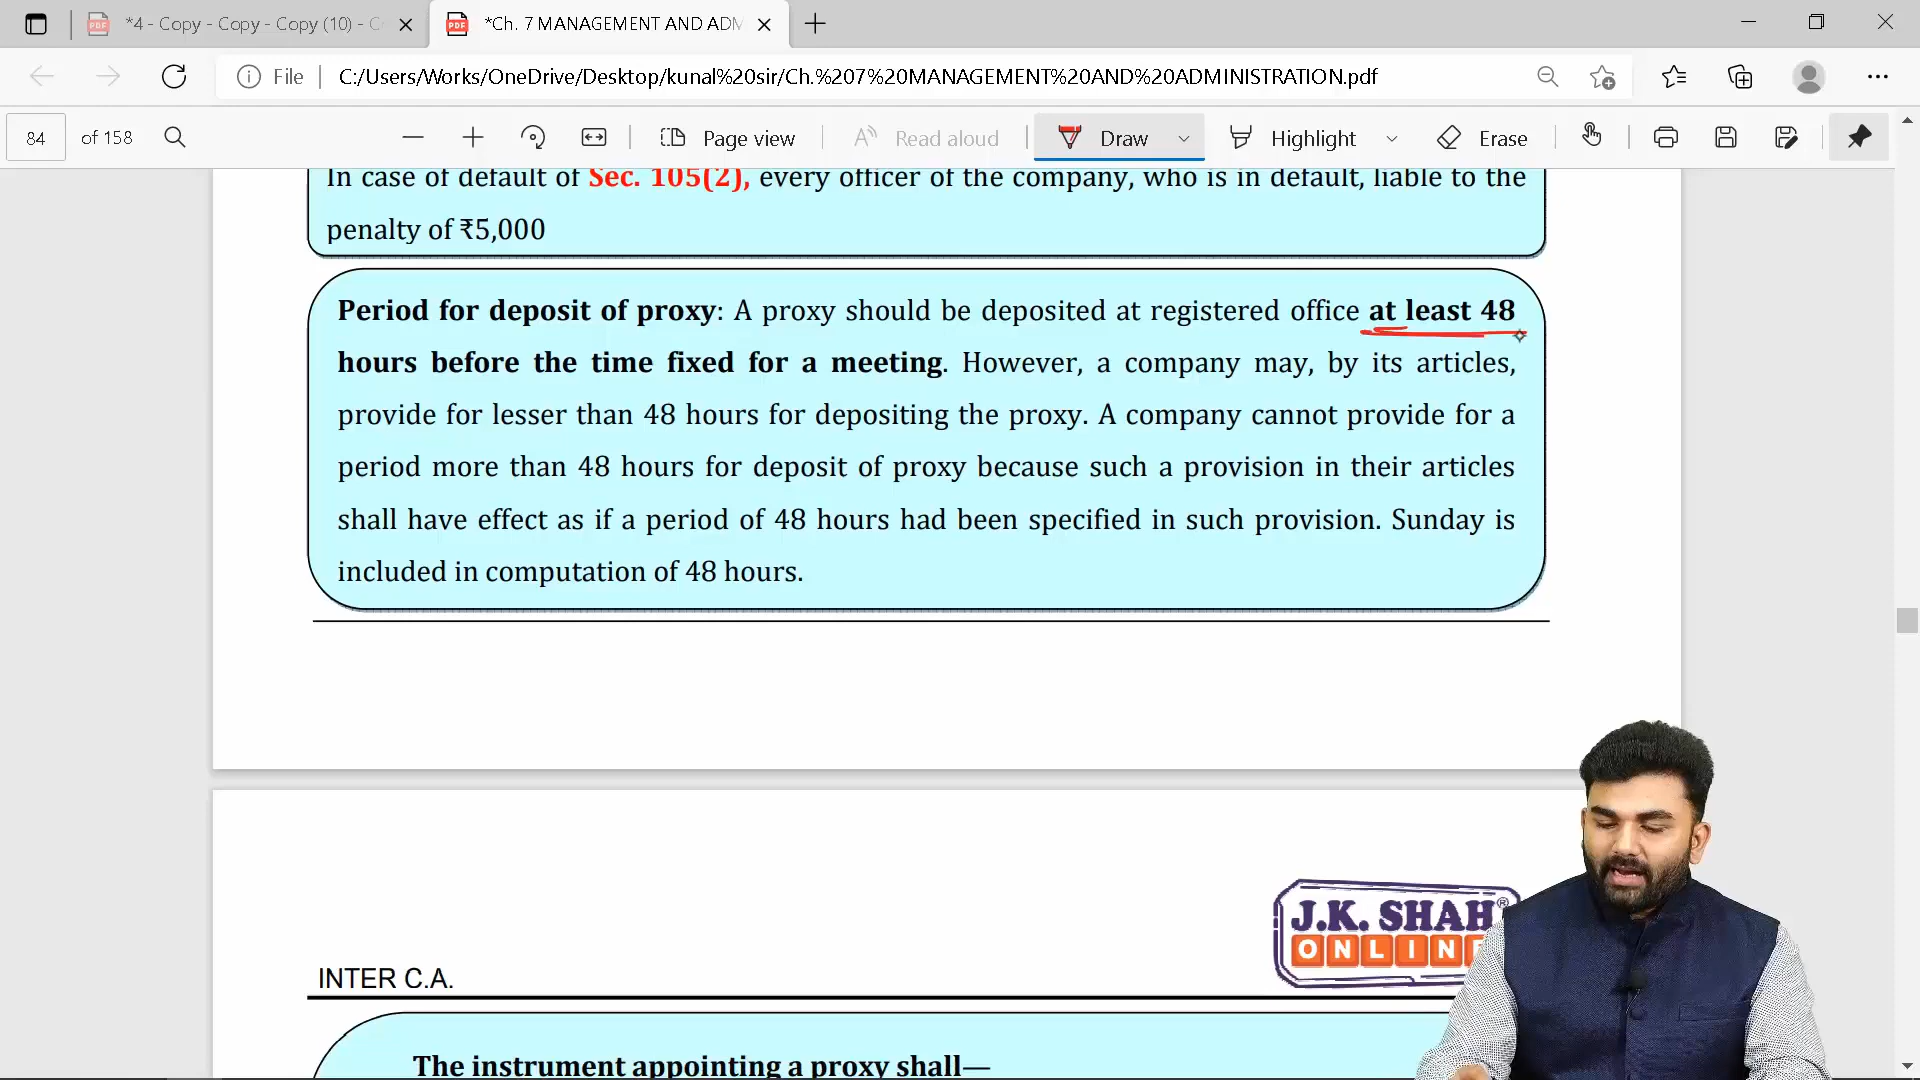 *4 - Copy - Copy - Copy (10) - C
*Ch. 7 MANAGEMENT AND ADM
File
C:/Users/Works/OneDrive/Desktop/kunal%20sir/Ch.%207%20MANAGEMENT%20AND%20ADMINISTRATION.pdf
84 of 158
Page view
Read aloud
Draw
Highlight
Erase
In case of default of Sec. 105(2), every officer of the company, who is in default, liable to the
penalty of ₹5,000
Period for deposit of proxy: A proxy should be deposited at registered office at least 48
hours before the time fixed for a meeting. However, a company may, by its articles,
provide for lesser than 48 hours for depositing the proxy. A company cannot provide for a
period more than 48 hours for deposit of proxy because such a provision in their articles
shall have effect as if a period of 48 hours had been specified in such provision. Sunday is
included in computation of 48 hours.
J.K. SHAH®
ONLINE
INTER C.A.
The instrument appointing a proxy shall—